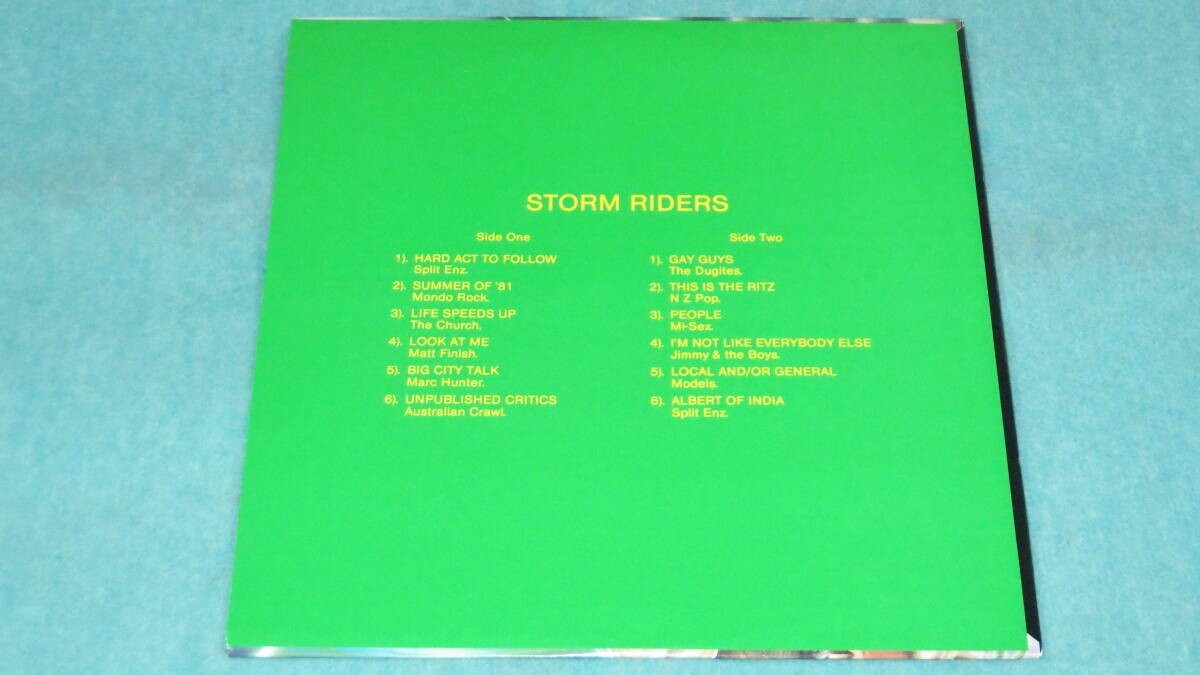 STORM RIDERS
Side One
1). HARD ACT TO FOLLOW
Split Enz.
2). SUMMER OF '81
Mondo Rock.
3). LIFE SPEEDS UP
The Church.
4). LOOK AT ME
Matt Finish.
5). BIG CITY TALK
Marc Hunter.
6). UNPUBLISHED CRITICS
Australian Crawl.
Side Two
1). GAY GUYS
The Dugites.
2). THIS IS THE RITZ
N Z Pop.
3). PEOPLE
Mi-Sex.
4). I'M NOT LIKE EVERYBODY ELSE
Jimmy & the Boys.
5). LOCAL AND/OR GENERAL
Models.
6). ALBERT OF INDIA
Split Enz.